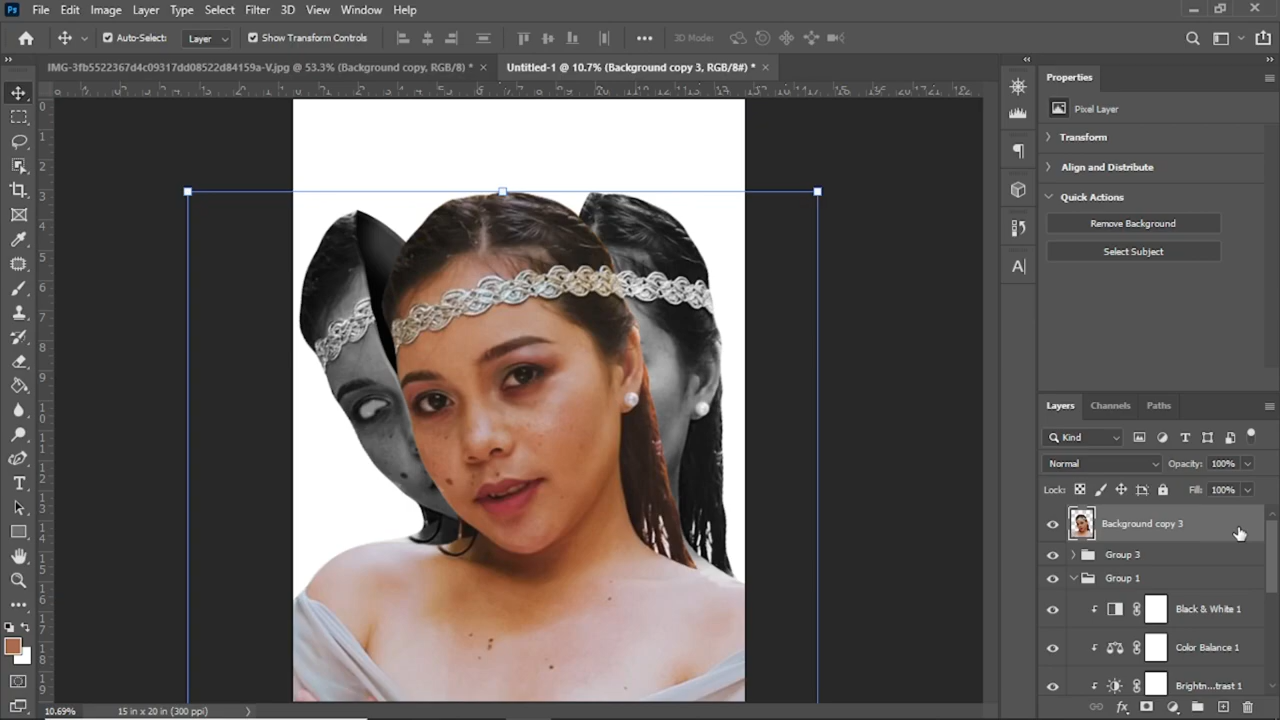 Ps File Edit Image Layer Type Select Filter 3D View Window Help
Auto-Select: Layer Show Transform Controls 3D Mode:
IMG-3fb5522367d4c09317dd08522d84159a-V.jpg @ 53.3% (Background copy, RGB/8) * × Untitled-1 @ 10.7% (Background copy 3, RGB/8#) * ×
Properties
Pixel Layer
Transform
Align and Distribute
Quick Actions
Remove Background
Select Subject
Layers Channels Paths
Kind
Normal Opacity: 100%
Lock: Fill: 100%
Background copy 3
Group 3
Group 1
Black & White 1
Color Balance 1
Brightn...trast 1
10.69% 15 in x 20 in (300 ppi)